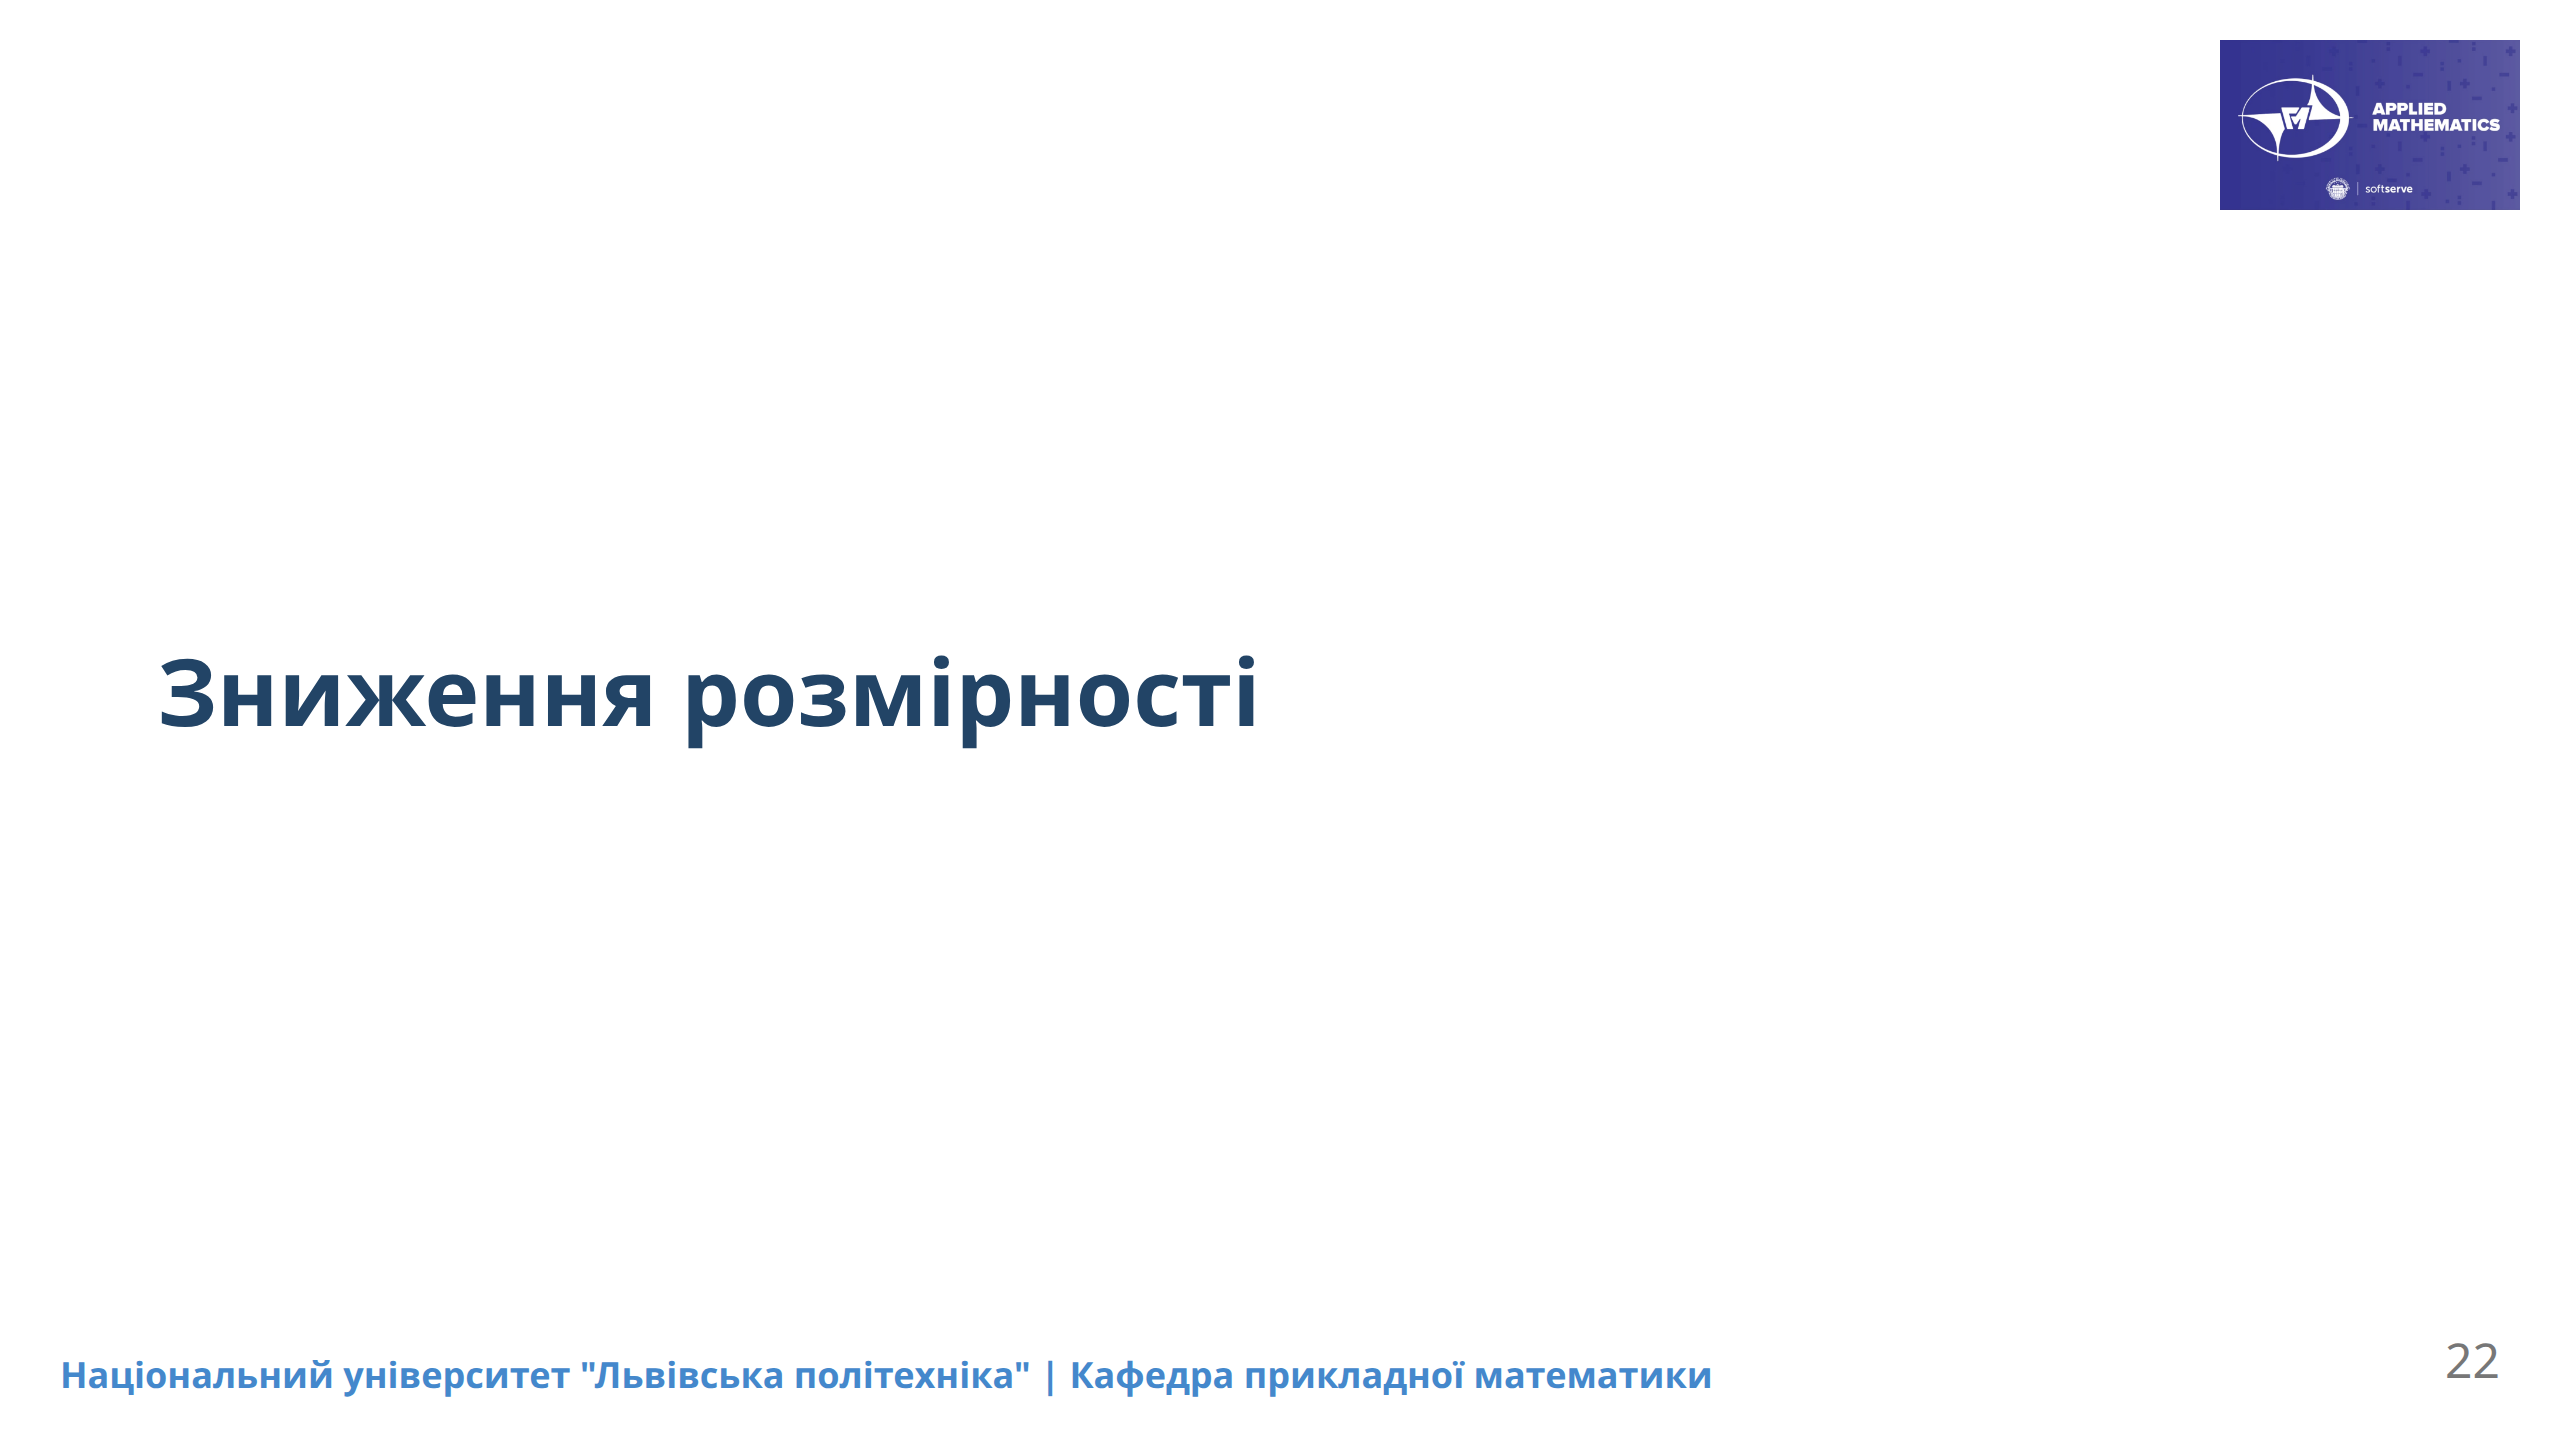 APPLIED
MATHEMATICS
softserve
Зниження розмірності
Національний університет "Львівська політехніка" | Кафедра прикладної математики
22